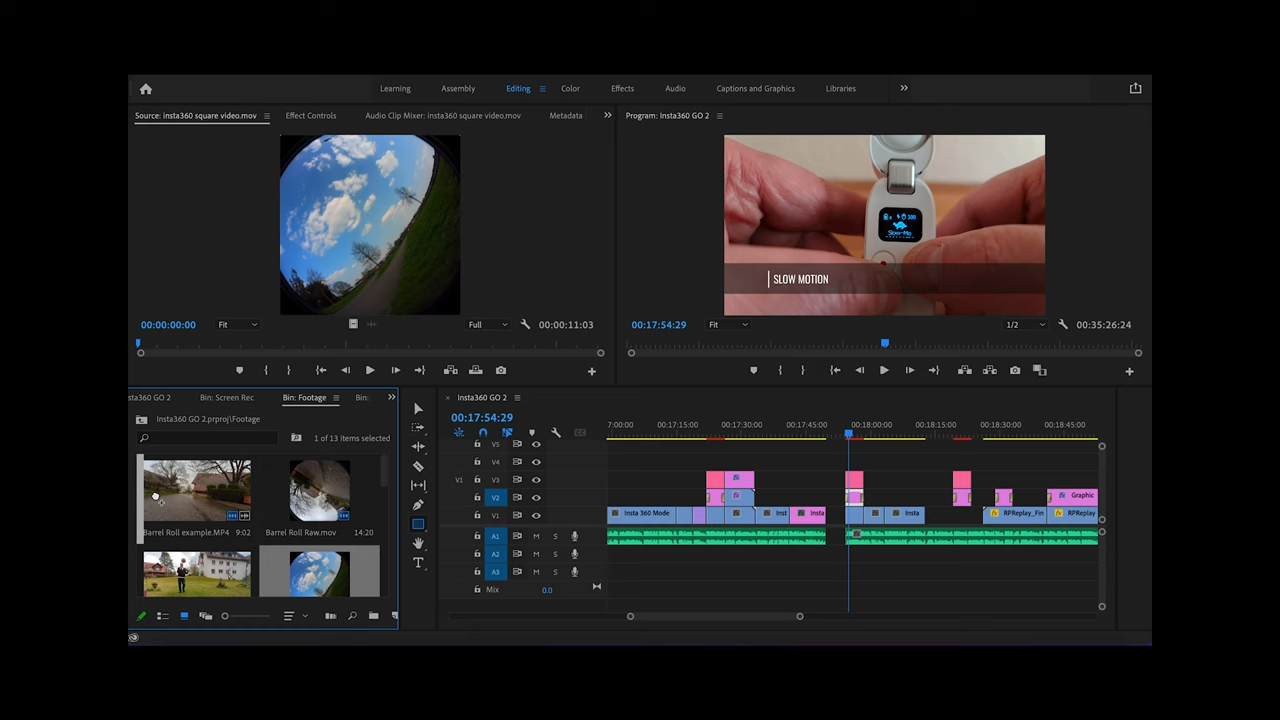 Learning Assembly Editing Color Effects Audio Captions and Graphics Libraries
Source: insta360 square video.mov Effect Controls Audio Clip Mixer: insta360 square video.mov Metadata
Program: Insta360 GO 2
Slow-Mo
SLOW MOTION
00:00:00:00 Fit Full 00:00:11:03
00:17:54:29 Fit 1/2 00:35:26:24
sta360 GO 2 Bin: Screen Rec Bin: Footage Bin:
Insta360 GO 2.prproj\Footage
1 of 13 items selected
Barrel Roll example.MP4 9:02 Barrel Roll Raw.mov 14:20
× Insta360 GO 2
00:17:54:29
7:00:00 00:17:15:00 00:17:30:00 00:17:45:00 00:18:00:00 00:18:15:00 00:18:30:00 00:18:45:00
V5
V4
V1 V3
V2 Graphic
V1 Insta 360 Mode Inst Insta Insta RPReplay_Fin RPReplay
A1 M S
A2 M S
A3 M S
Mix 0.0